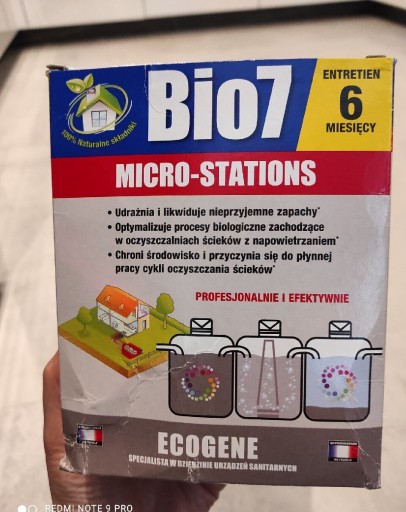 Bio7
ENTRETIEN
6
MIESIĘCY
100% Naturalne składniki
MICRO-STATIONS
• Udrażnia i likwiduje nieprzyjemne zapachy*
• Optymalizuje procesy biologiczne zachodzące
w oczyszczalniach ścieków z napowietrzaniem*
• Chroni środowisko i przyczynia się do płynnej
pracy cykli oczyszczania ścieków*
PROFESJONALNIE I EFEKTYWNIE
ECOGENE
SPECJALISTA W DZIEDZINIE URZĄDZEŃ SANITARNYCH
REDMI NOTE 9 PRO